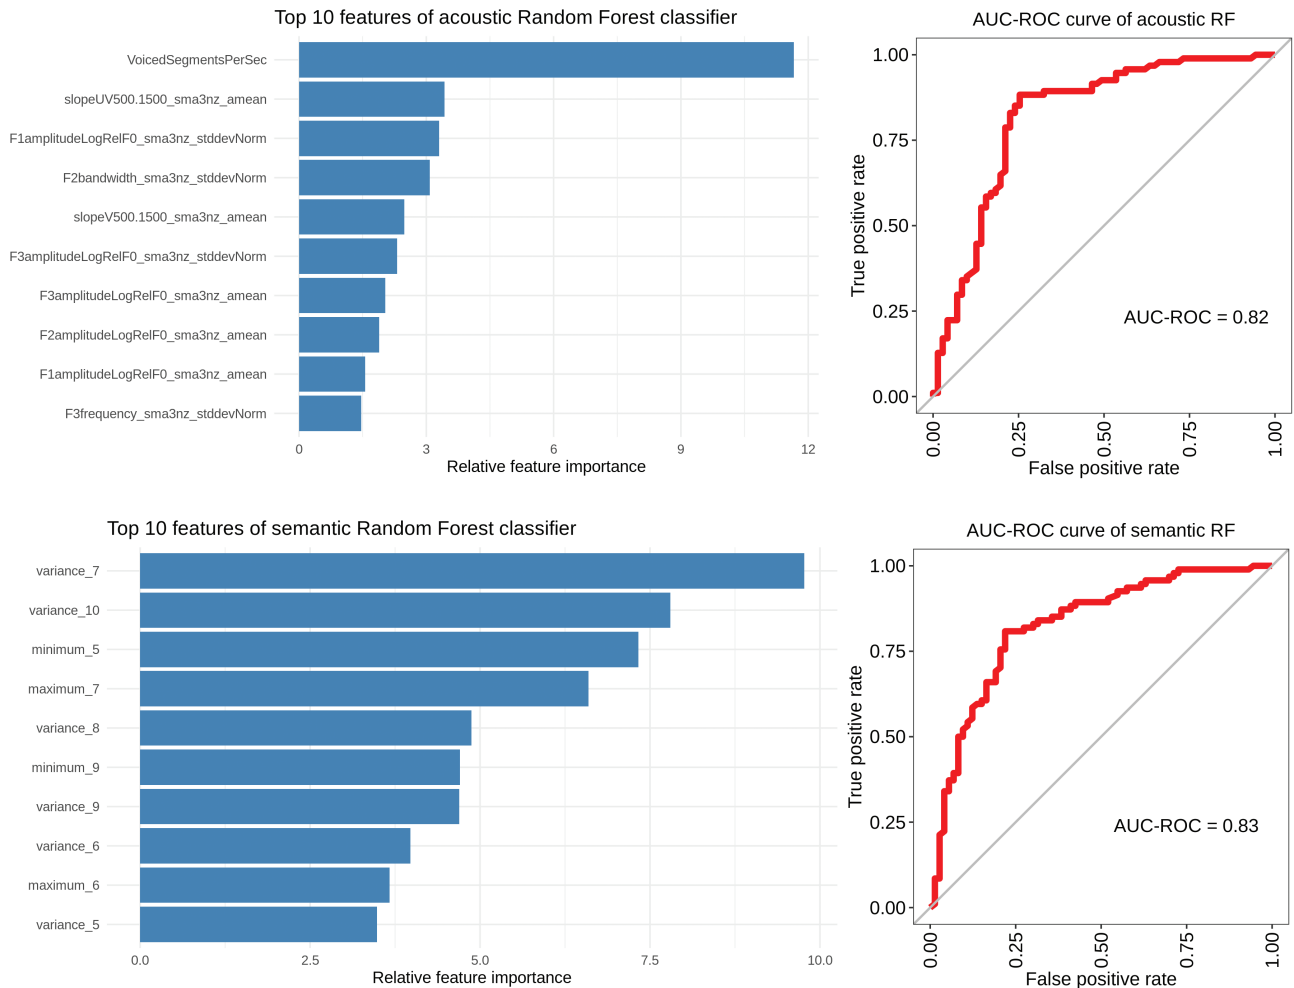 Top 10 features of acoustic Random Forest classifier
VoicedSegmentsPerSec
slopeUV500.1500_sma3nz_amean
F1amplitudeLogRelF0_sma3nz_stddevNorm
F2bandwidth_sma3nz_stddevNorm
slopeV500.1500_sma3nz_amean
F3amplitudeLogRelF0_sma3nz_stddevNorm
F3amplitudeLogRelF0_sma3nz_amean
F2amplitudeLogRelF0_sma3nz_amean
F1amplitudeLogRelF0_sma3nz_amean
F3frequency_sma3nz_stddevNorm
0 3 6 9 12
Relative feature importance
AUC-ROC curve of acoustic RF
True positive rate
1.00
0.75
0.50
0.25
0.00
AUC-ROC = 0.82
0.00 0.25 0.50 0.75 1.00
False positive rate
Top 10 features of semantic Random Forest classifier
variance_7
variance_10
minimum_5
maximum_7
variance_8
minimum_9
variance_9
variance_6
maximum_6
variance_5
0.0 2.5 5.0 7.5 10.0
Relative feature importance
AUC-ROC curve of semantic RF
True positive rate
1.00
0.75
0.50
0.25
0.00
AUC-ROC = 0.83
0.00 0.25 0.50 0.75 1.00
False positive rate